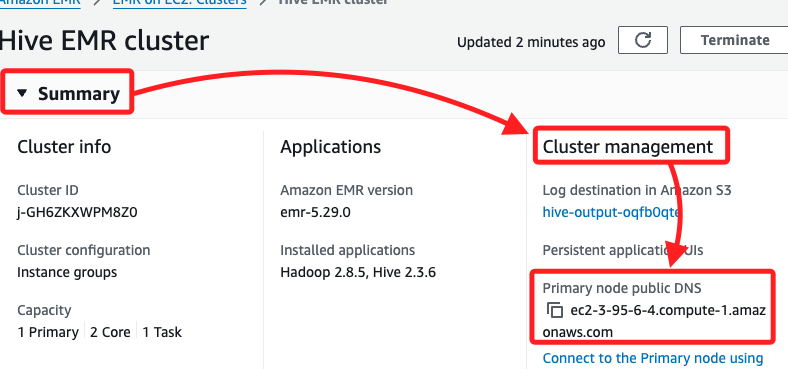 Amazon EMR > EMR on EC2: Clusters > Hive EMR cluster
Hive EMR cluster
Updated 2 minutes ago
Terminate
Summary
Cluster info
Applications
Cluster management
Cluster ID
Amazon EMR version
Log destination in Amazon S3
j-GH6ZKXWPM8Z0
emr-5.29.0
hive-output-oqfb0qte
Cluster configuration
Installed applications
Persistent application UIs
Instance groups
Hadoop 2.8.5, Hive 2.3.6
Primary node public DNS
ec2-3-95-6-4.compute-1.amaz
onaws.com
Capacity
1 Primary | 2 Core | 1 Task
Connect to the Primary node using